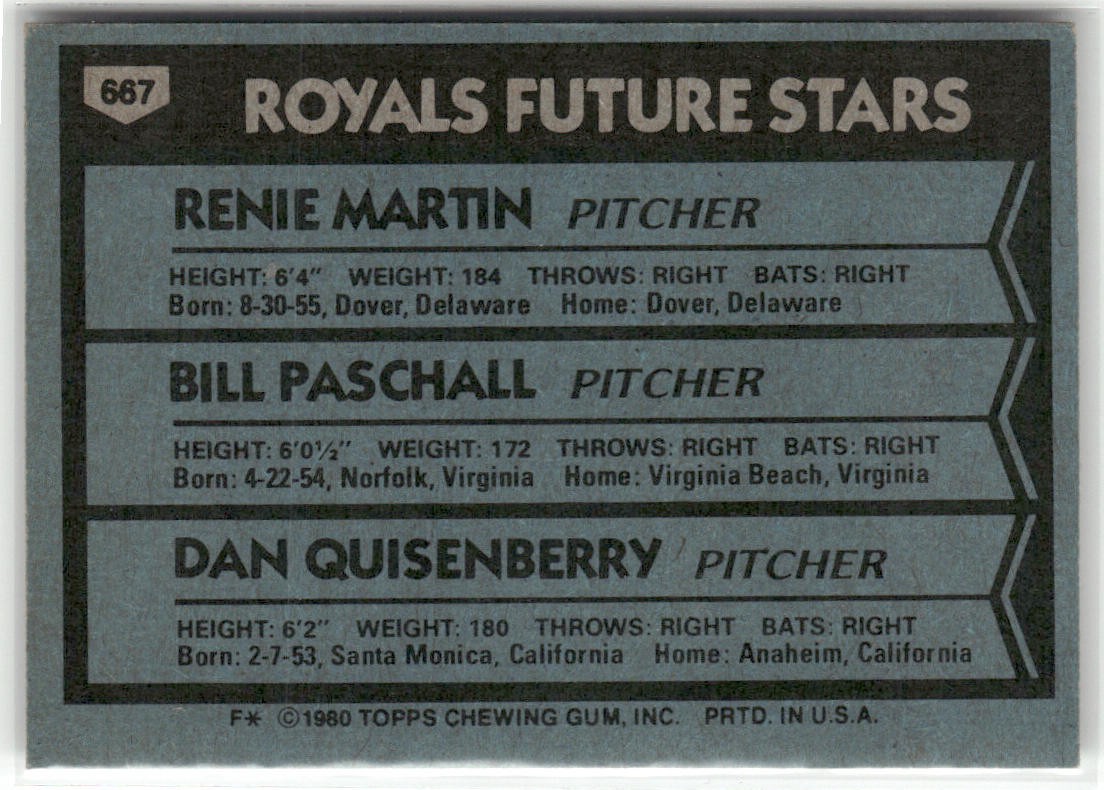 667
ROYALS FUTURE STARS
RENIE MARTIN PITCHER
HEIGHT: 6'4" WEIGHT: 184 THROWS: RIGHT BATS: RIGHT
Born: 8-30-55, Dover, Delaware Home: Dover, Delaware
BILL PASCHALL PITCHER
HEIGHT: 6'0½" WEIGHT: 172 THROWS: RIGHT BATS: RIGHT
Born: 4-22-54, Norfolk, Virginia Home: Virginia Beach, Virginia
DAN QUISENBERRY PITCHER
HEIGHT: 6'2" WEIGHT: 180 THROWS: RIGHT BATS: RIGHT
Born: 2-7-53, Santa Monica, California Home: Anaheim, California
F* ©1980 TOPPS CHEWING GUM, INC. PRTD. IN U.S.A.